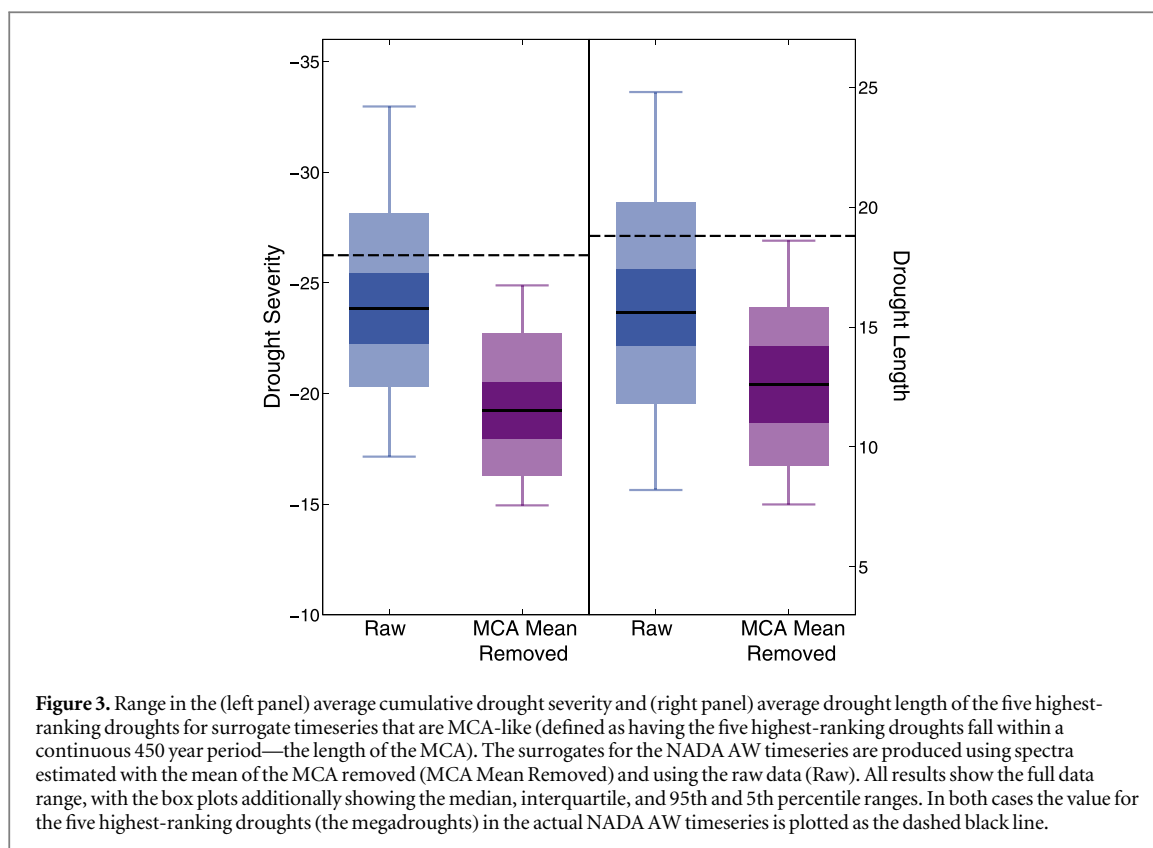 −35
−30
−25
−20
−15
−10
Drought Severity
25
20
15
10
5
Drought Length
Raw
MCA Mean
Removed
Raw
MCA Mean
Removed
Figure 3. Range in the (left panel) average cumulative drought severity and (right panel) average drought length of the five highest-
ranking droughts for surrogate timeseries that are MCA-like (defined as having the five highest-ranking droughts fall within a
continuous 450 year period—the length of the MCA). The surrogates for the NADA AW timeseries are produced using spectra
estimated with the mean of the MCA removed (MCA Mean Removed) and using the raw data (Raw). All results show the full data
range, with the box plots additionally showing the median, interquartile, and 95th and 5th percentile ranges. In both cases the value for
the five highest-ranking droughts (the megadroughts) in the actual NADA AW timeseries is plotted as the dashed black line.